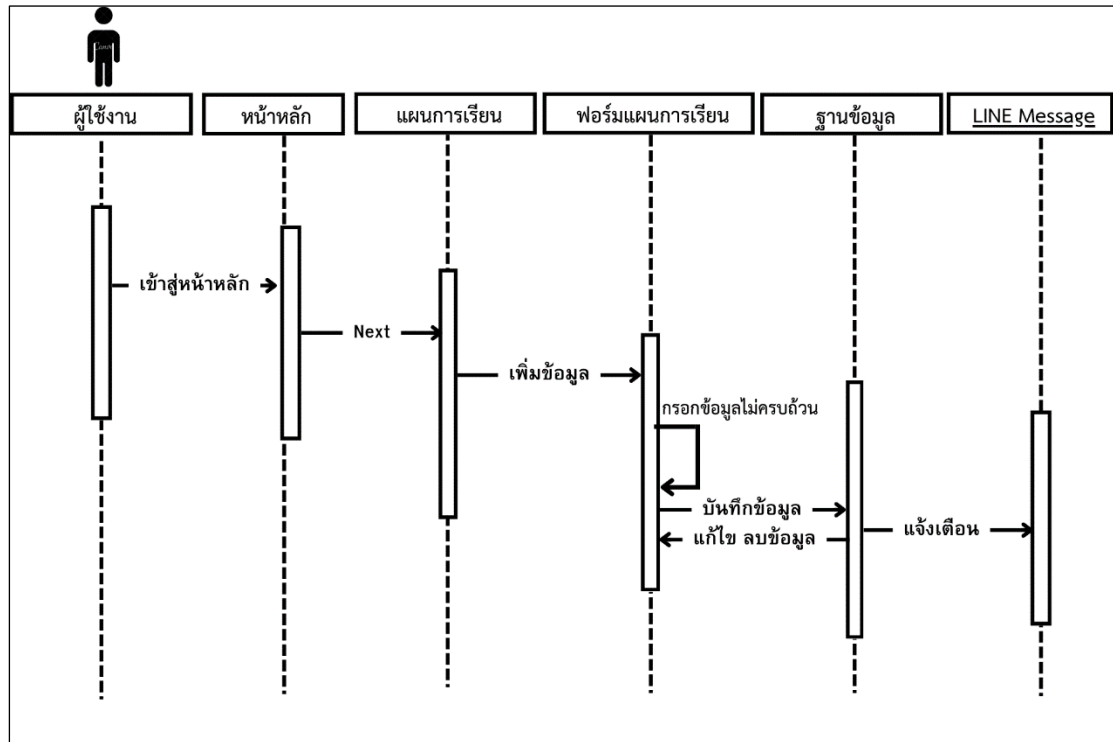 Canva
ผู้ใช้งาน
หน้าหลัก
แผนการเรียน
ฟอร์มแผนการเรียน
ฐานข้อมูล
LINE Message
เข้าสู่หน้าหลัก
Next
เพิ่มข้อมูล
กรอกข้อมูลไม่ครบถ้วน
บันทึกข้อมูล
แก้ไข ลบข้อมูล
แจ้งเตือน